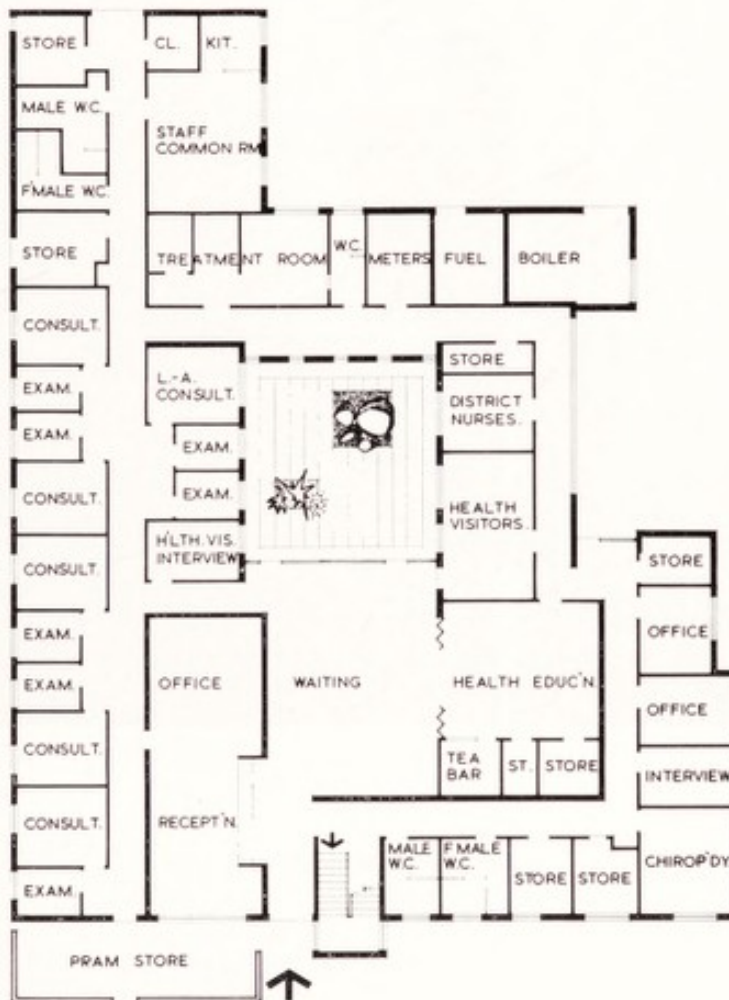 STORE
CL.
KIT.
MALE W.C.
STAFF
COMMON RM
F'MALE W.C.
STORE
TREATMENT ROOM
W.C.
METERS
FUEL
BOILER
CONSULT.
L.-A.
CONSULT.
STORE
EXAM.
DISTRICT
NURSES.
EXAM.
EXAM.
CONSULT.
EXAM.
HEALTH
VISITORS.
H'LTH. VIS.
INTERVIEW
CONSULT.
STORE
EXAM.
OFFICE
EXAM.
OFFICE
WAITING
HEALTH EDUC'N.
OFFICE
CONSULT.
TEA
BAR
ST.
STORE
INTERVIEW
CONSULT.
RECEPT'N.
MALE
W.C.
F'MALE
W.C.
STORE
STORE
CHIROP'DY
EXAM.
PRAM STORE